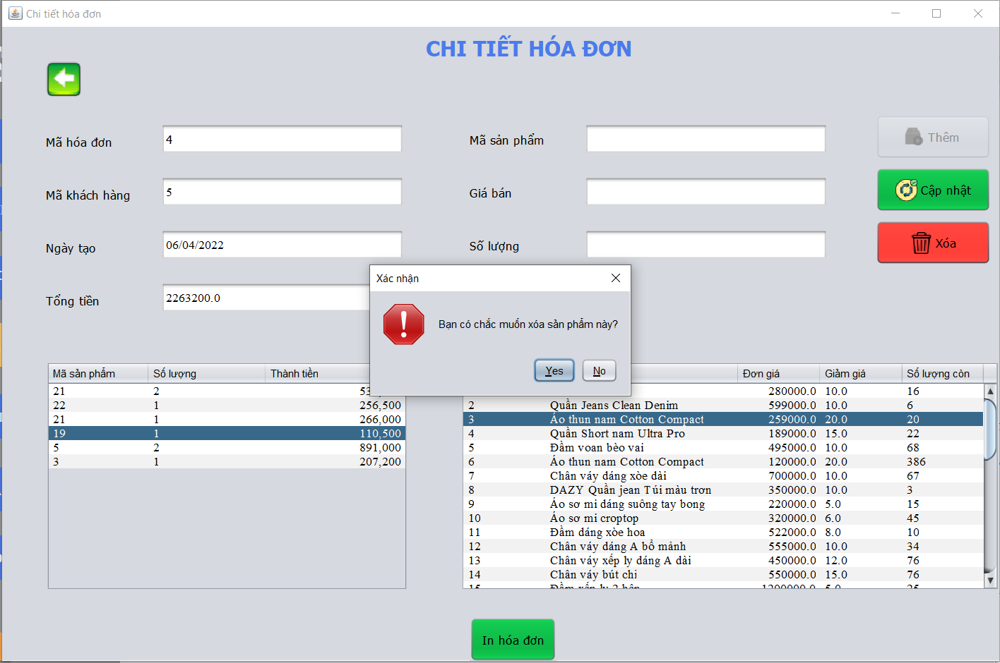 Chi tiết hóa đơn
CHI TIẾT HÓA ĐƠN
Mã hóa đơn 4 Mã sản phẩm Thêm
Mã khách hàng 5 Giá bán Cập nhật
Ngày tạo 06/04/2022 Số lượng Xóa
Tổng tiền 2263200.0
Xác nhận
Bạn có chắc muốn xóa sản phẩm này?
Yes No
Mã sản phẩm Số lượng Thành tiền
21 2
22 1 256,500
21 1 266,000
19 1 110,500
5 2 891,000
3 1 207,200
Đơn giá Giảm giá Số lượng còn
280000.0 10.0 16
2 Quần Jeans Clean Denim 599000.0 10.0 6
3 Áo thun nam Cotton Compact 259000.0 20.0 20
4 Quần Short nam Ultra Pro 189000.0 15.0 22
5 Đầm voan bèo vai 495000.0 10.0 68
6 Áo thun nam Cotton Compact 120000.0 20.0 386
7 Chân váy dáng xòe dài 700000.0 10.0 67
8 DAZY Quần jean Túi màu trơn 350000.0 10.0 3
9 Áo sơ mi dáng suông tay bong 220000.0 5.0 15
10 Áo sơ mi croptop 320000.0 6.0 45
11 Đầm dáng xòe hoa 522000.0 8.0 10
12 Chân váy dáng A bổ mảnh 555000.0 10.0 34
13 Chân váy xếp ly dáng A dài 450000.0 12.0 76
14 Chân váy bút chì 550000.0 15.0 76
In hóa đơn